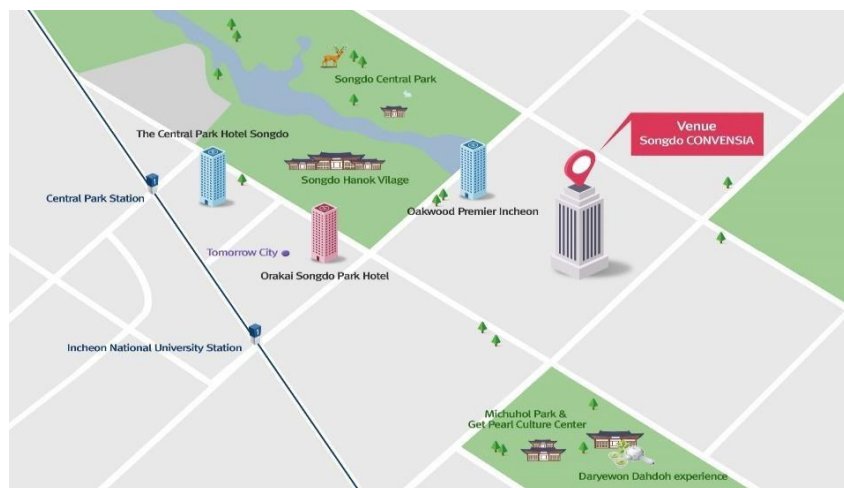 Songdo Central Park
Venue
Songdo CONVENSIA
The Central Park Hotel Songdo
Songdo Hanok Vilage
Central Park Station
Oakwood Premier Incheon
Tomorrow City
Orakai Songdo Park Hotel
Incheon National University Station
Michuhol Park &
Get Pearl Culture Center
Daryewon Dahdoh experience